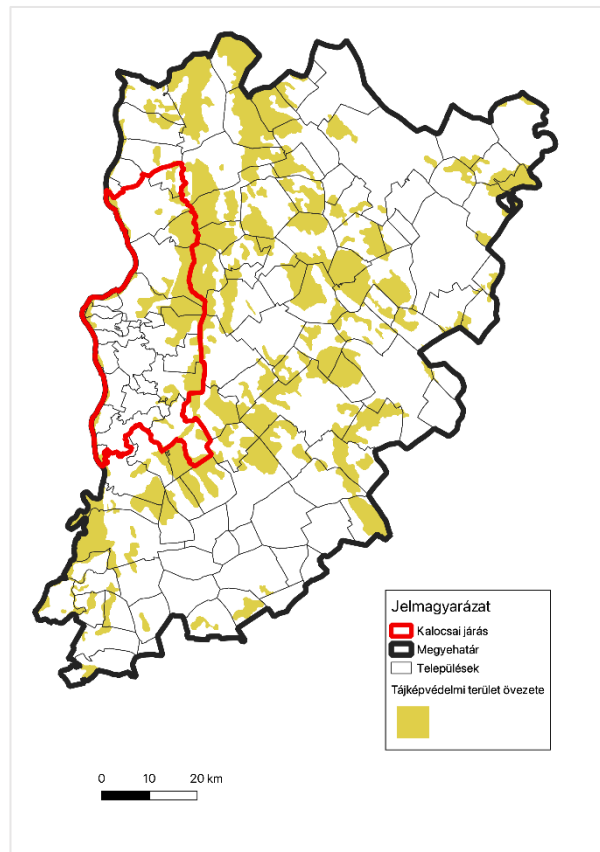 Jelmagyarázat
Kalocsai járás
Megyehatár
Települések
Tájképvédelmi terület övezete
0 10 20 km